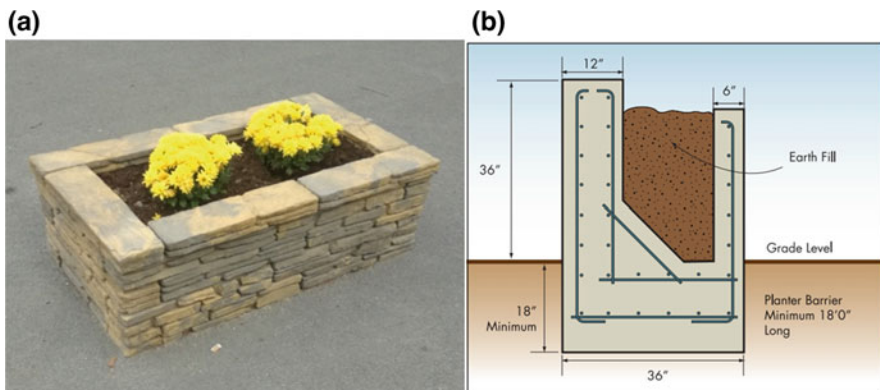 (a)
(b)
12"
6"
36"
Earth Fill
Grade Level
18"
Minimum
Planter Barrier
Minimum 18'0"
Long
36"